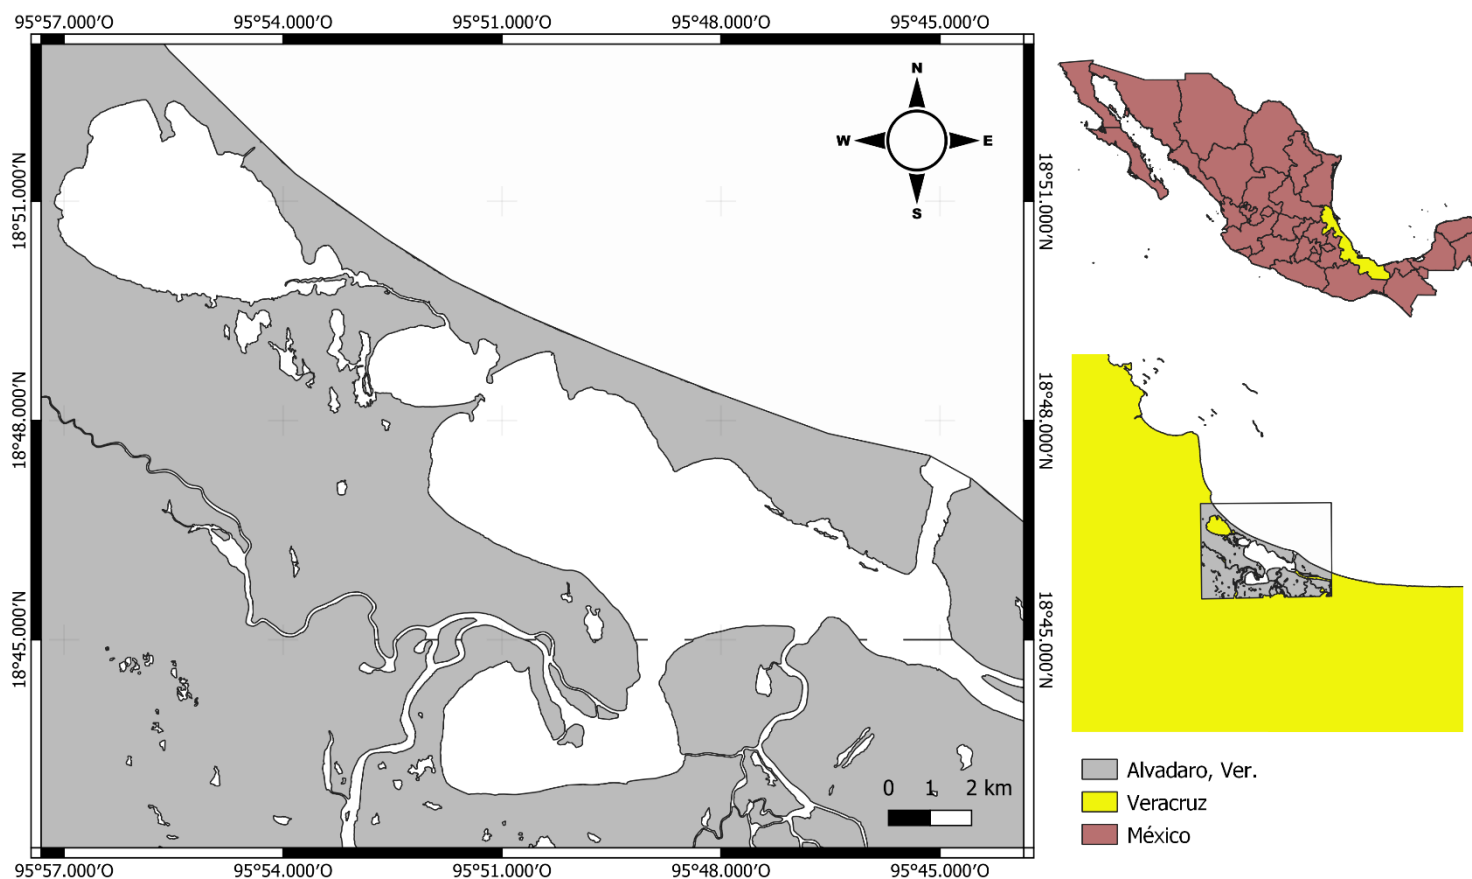 95°57.000′O 95°54.000′O 95°51.000′O 95°48.000′O 95°45.000′O
N
W E
S
18°51.000′N 18°51.000′N
18°48.000′N 18°48.000′N
18°45.000′N 18°45.000′N
0 1 2 km
95°57.000′O 95°54.000′O 95°51.000′O 95°48.000′O 95°45.000′O
Alvadaro, Ver.
Veracruz
México